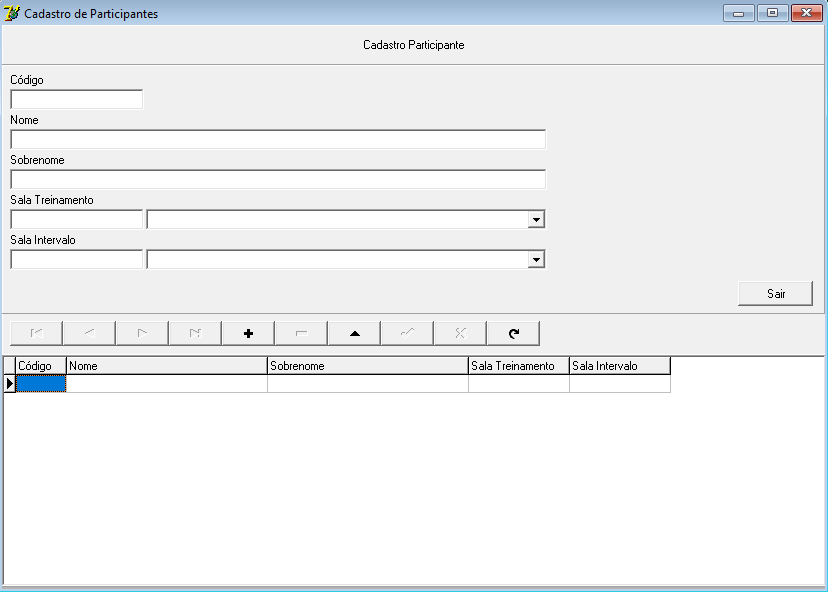 Cadastro de Participantes
Cadastro Participante
Código
Nome
Sobrenome
Sala Treinamento
Sala Intervalo
Sair
Código Nome Sobrenome Sala Treinamento Sala Intervalo